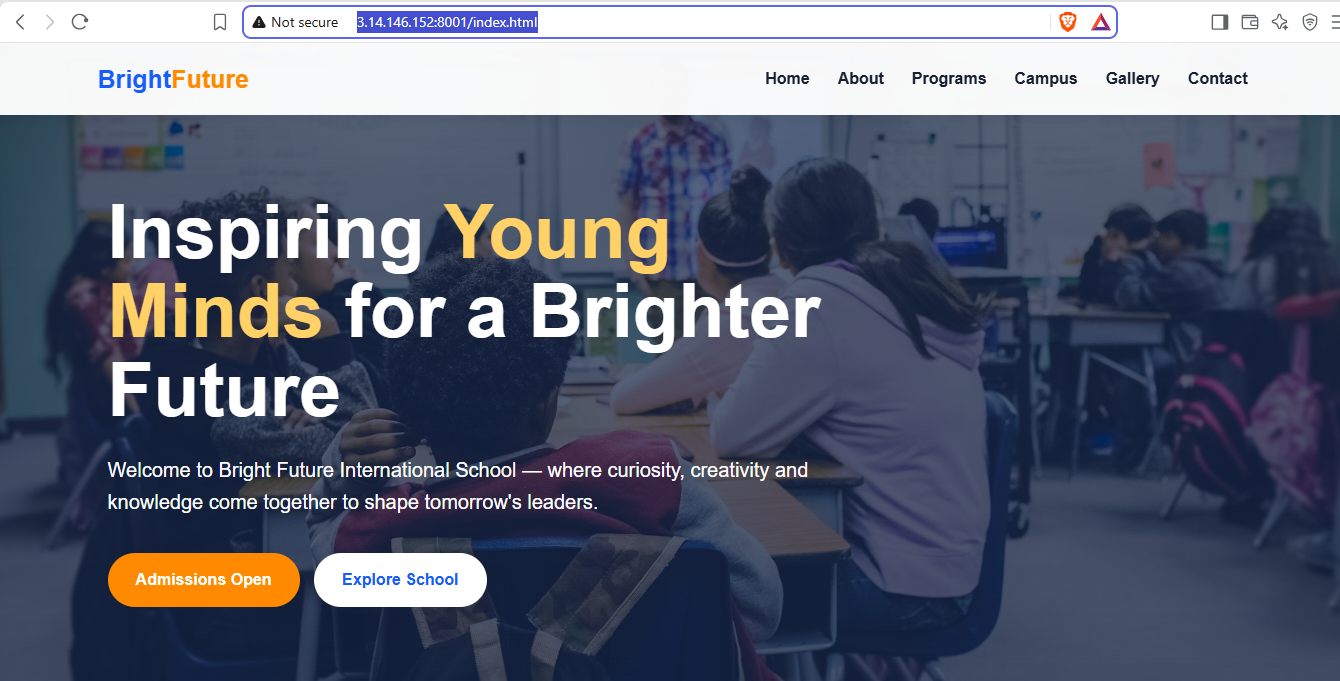 Not secure 3.14.146.152:8001/index.html
BrightFuture
Home About Programs Campus Gallery Contact
Inspiring Young
Minds for a Brighter
Future
Welcome to Bright Future International School — where curiosity, creativity and
knowledge come together to shape tomorrow's leaders.
Admissions Open Explore School